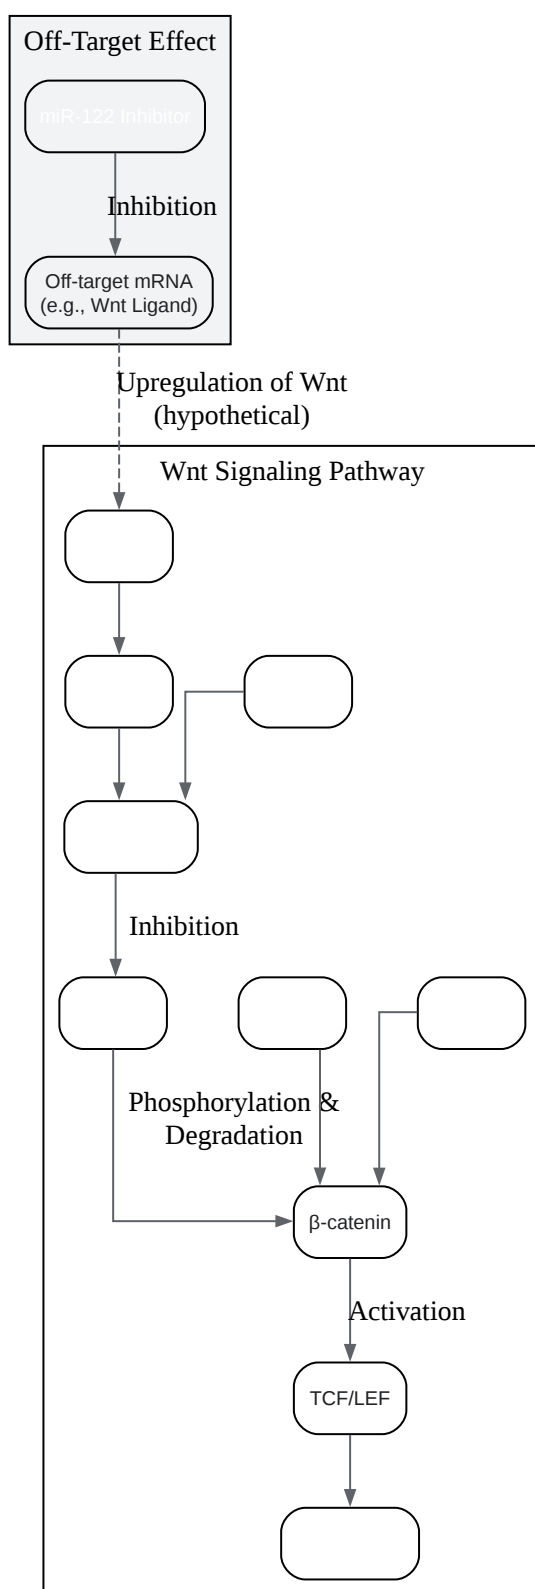 Off-Target Effect
miR-122 Inhibitor
Inhibition
Off-target mRNA
(e.g., Wnt Ligand)
Upregulation of Wnt
(hypothetical)
Wnt Signaling Pathway
Inhibition
Phosphorylation &
Degradation
β-catenin
Activation
TCF/LEF